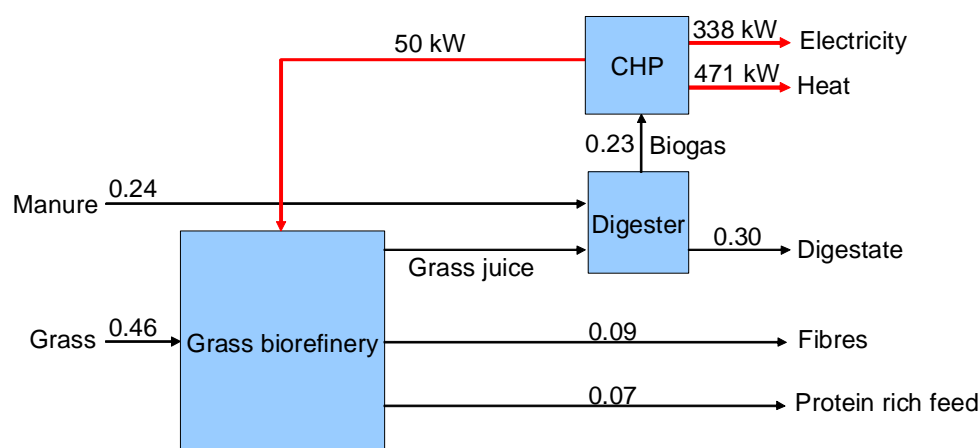 50 kW
338 kW
Electricity
CHP
471 kW
Heat
0.23
Biogas
0.24
Manure
Digester
0.30
Digestate
Grass juice
0.46
Grass
Grass biorefinery
0.09
Fibres
0.07
Protein rich feed